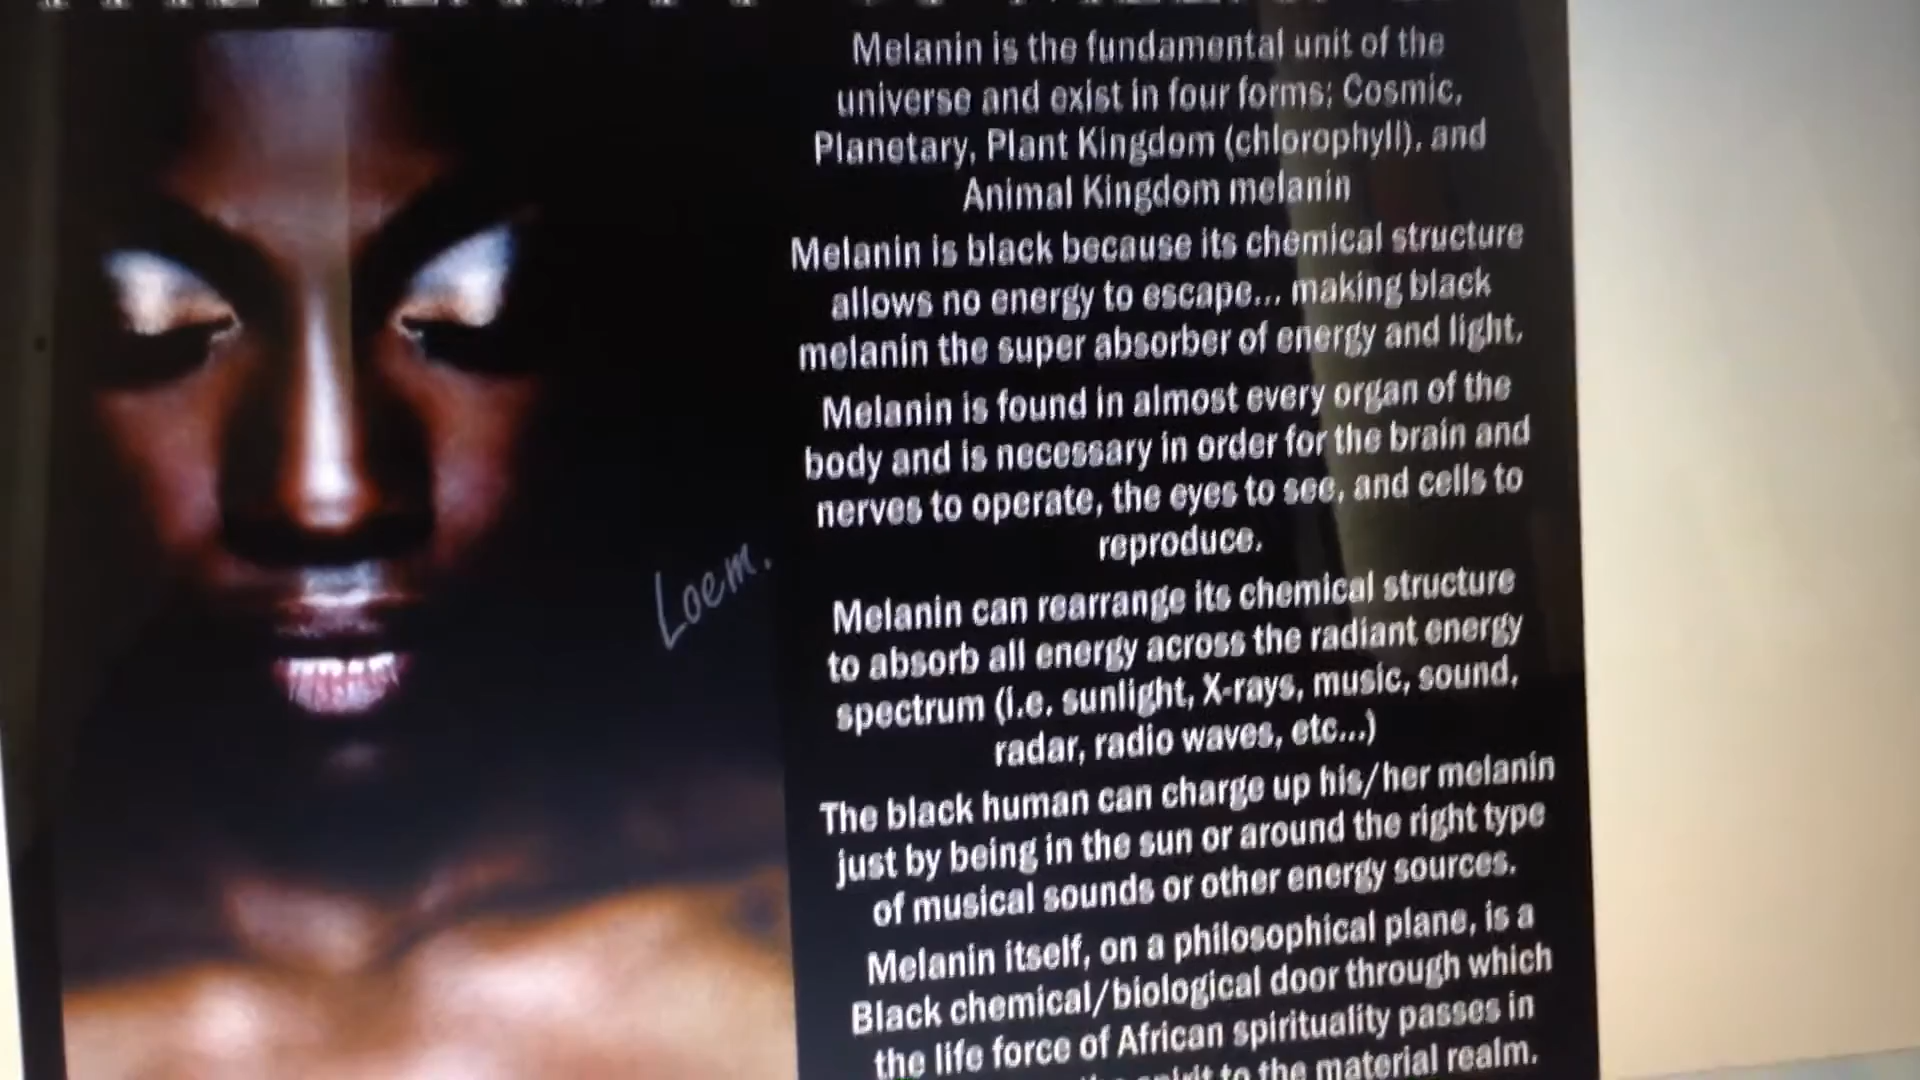 Melanin is the fundamental unit of the
universe and exist in four forms; Cosmic,
Planetary, Plant Kingdom (chlorophyll), and
Animal Kingdom melanin
Melanin is black because its chemical structure
allows no energy to escape... making black
melanin the super absorber of energy and light.
Melanin is found in almost every organ of the
body and is necessary in order for the brain and
nerves to operate, the eyes to see, and cells to
reproduce.
Melanin can rearrange its chemical structure
to absorb all energy across the radiant energy
spectrum (i.e. sunlight, X-rays, music, sound,
radar, radio waves, etc...)
The black human can charge up his/her melanin
just by being in the sun or around the right type
of musical sounds or other energy sources.
Melanin itself, on a philosophical plane, is a
Black chemical/biological door through which
the life force of African spirituality passes in
spirit to the material realm.
Loem.